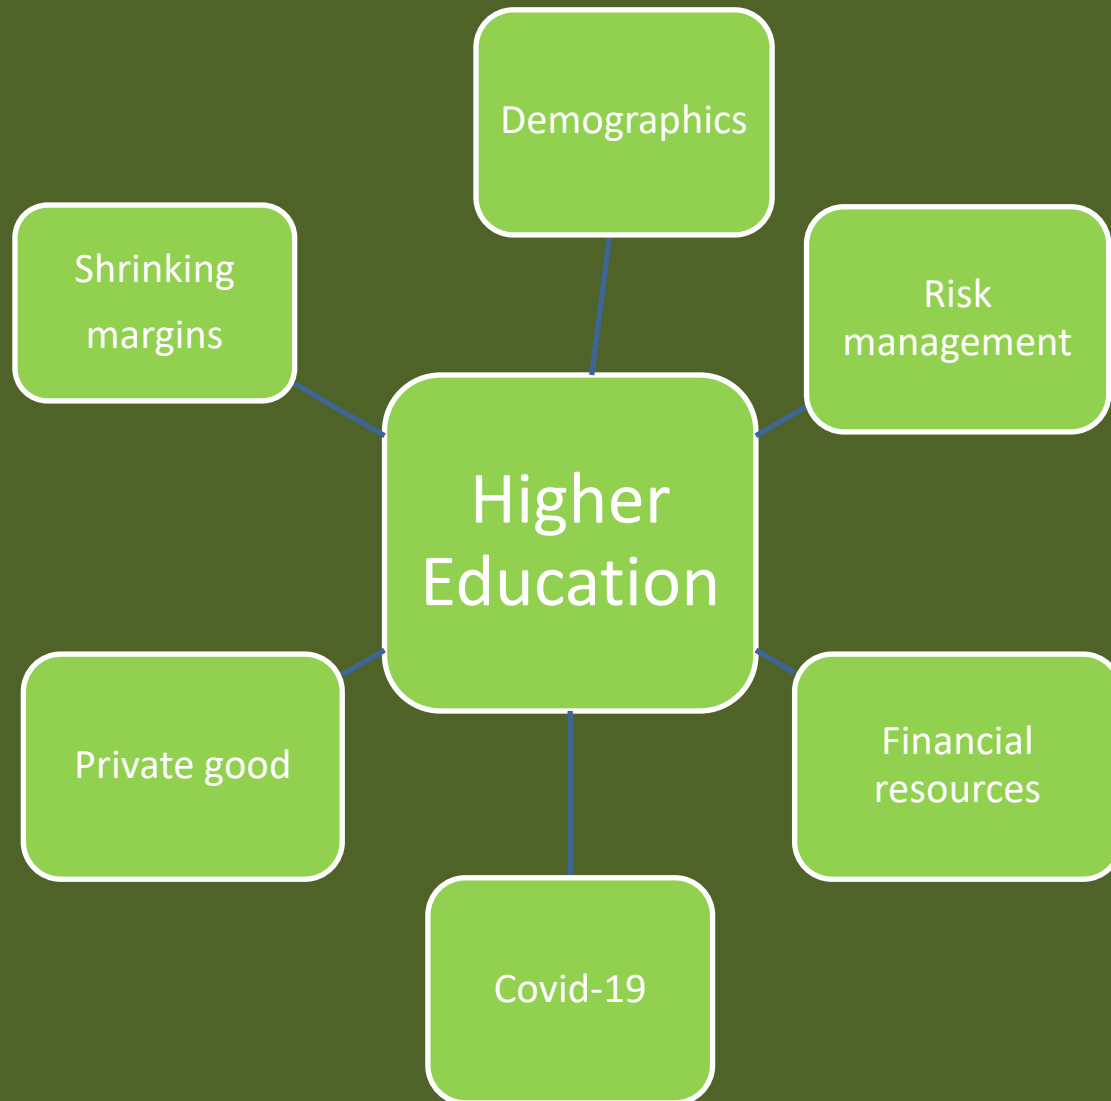 Demographics
Shrinking
margins
Risk
management
Higher
Education
Private good
Financial
resources
Covid-19